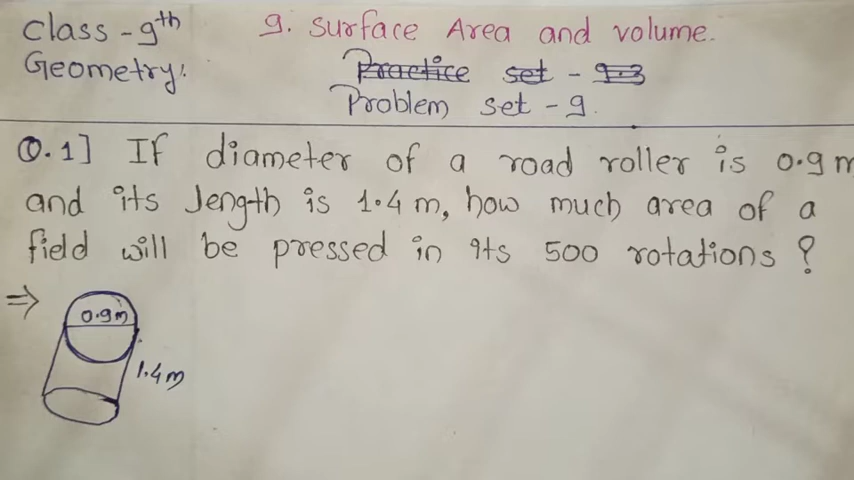 Class - 9th 9. Surface Area and volume.
Geometry: Practice set - 9.3
Problem set - 9.
Q.1] If diameter of a road roller is 0.9 m
and its length is 1.4 m, how much area of a
field will be pressed in its 500 rotations ?
⇒
0.9m
1.4 m